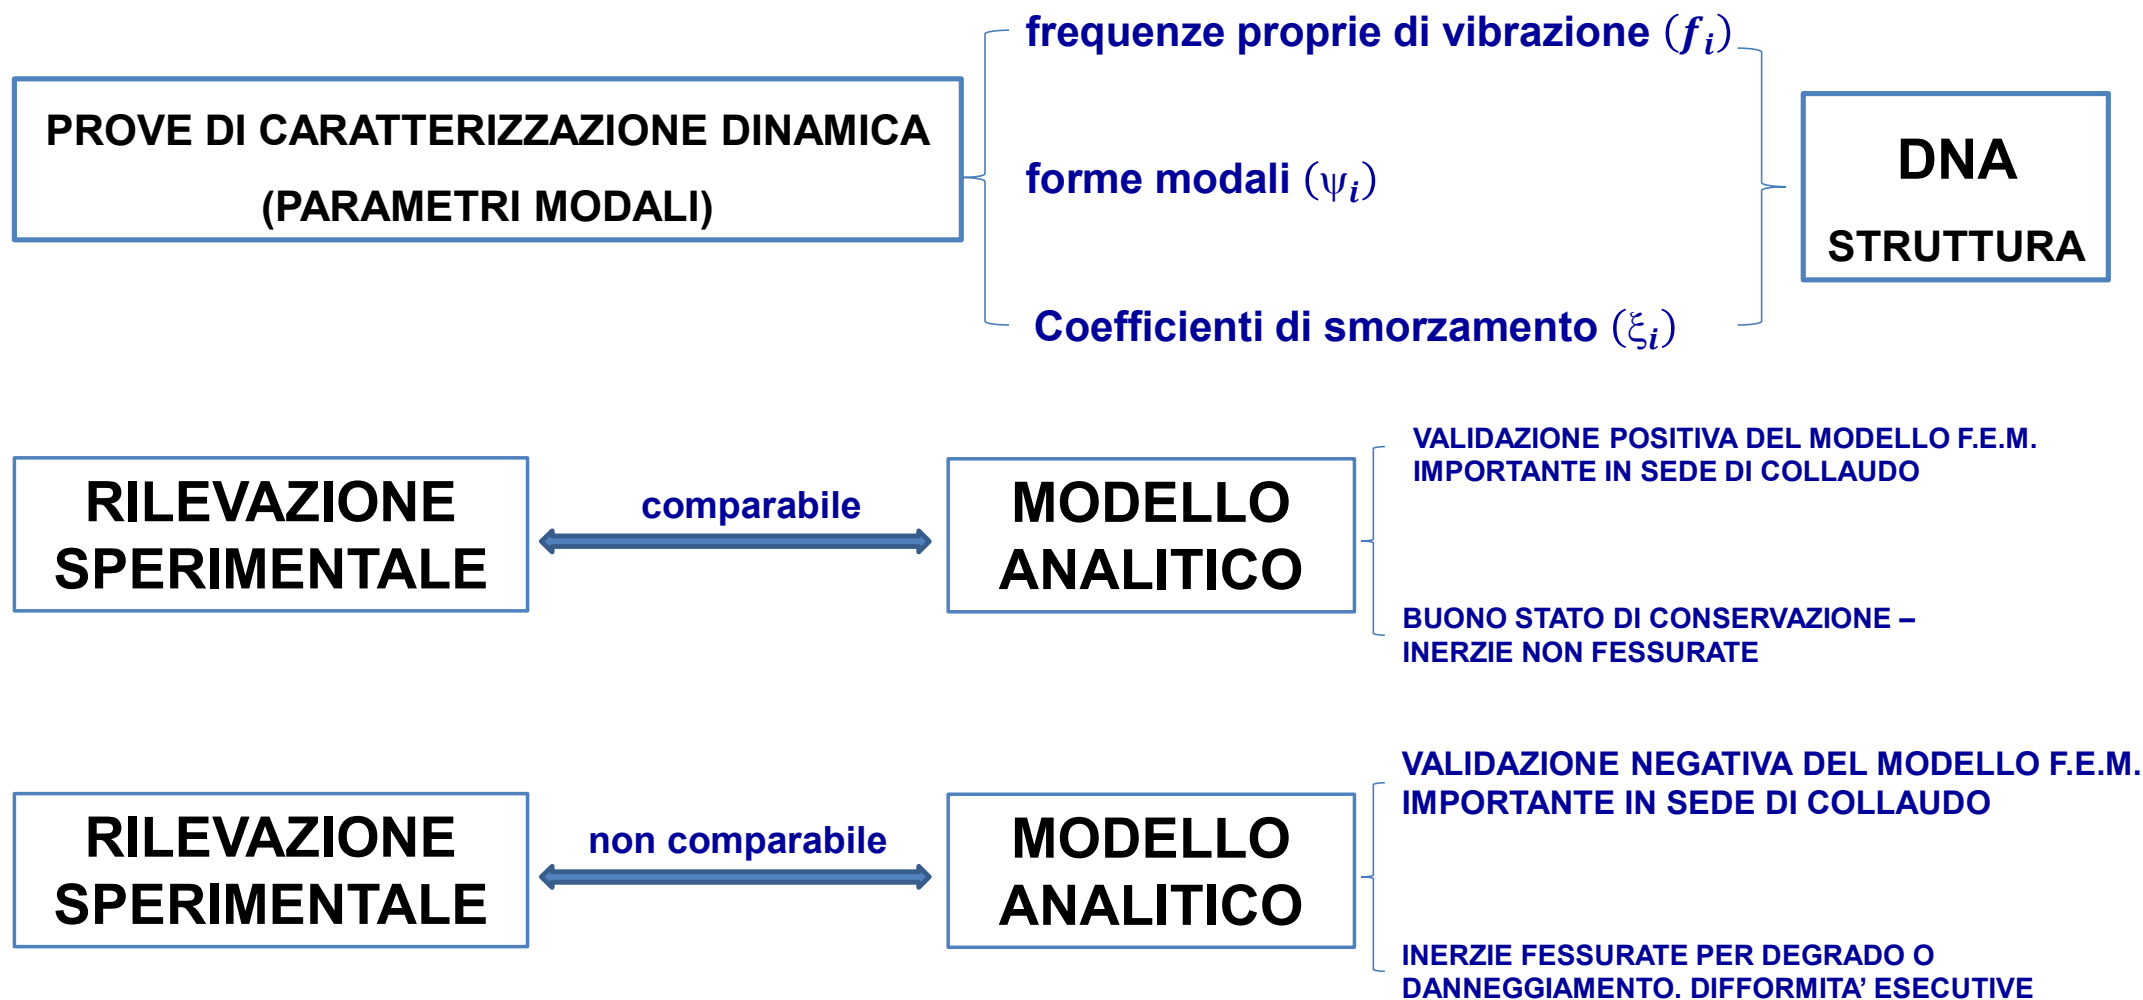 frequenze proprie di vibrazione (f_i)
PROVE DI CARATTERIZZAZIONE DINAMICA
(PARAMETRI MODALI)
forme modali (ψ_i)
Coefficienti di smorzamento (ξ_i)
DNA
STRUTTURA
RILEVAZIONE
SPERIMENTALE
comparabile
MODELLO
ANALITICO
VALIDAZIONE POSITIVA DEL MODELLO F.E.M.
IMPORTANTE IN SEDE DI COLLAUDO
BUONO STATO DI CONSERVAZIONE –
INERZIE NON FESSURATE
RILEVAZIONE
SPERIMENTALE
non comparabile
MODELLO
ANALITICO
VALIDAZIONE NEGATIVA DEL MODELLO F.E.M.
IMPORTANTE IN SEDE DI COLLAUDO
INERZIE FESSURATE PER DEGRADO O
DANNEGGIAMENTO. DIFFORMITA’ ESECUTIVE